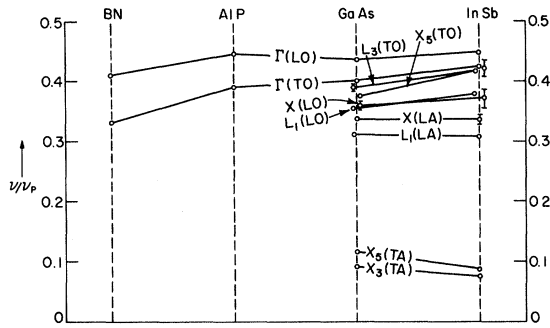 BN AlP GaAs InSb
0.5 0.5
Γ(LO) L3(TO) X5(TO)
0.4 Γ(TO) 0.4
X(LO)
L1(LO)
X(LA)
0.3 L1(LA) 0.3
ν/νP
0.2 0.2
X5(TA)
0.1 X3(TA) 0.1
0 0